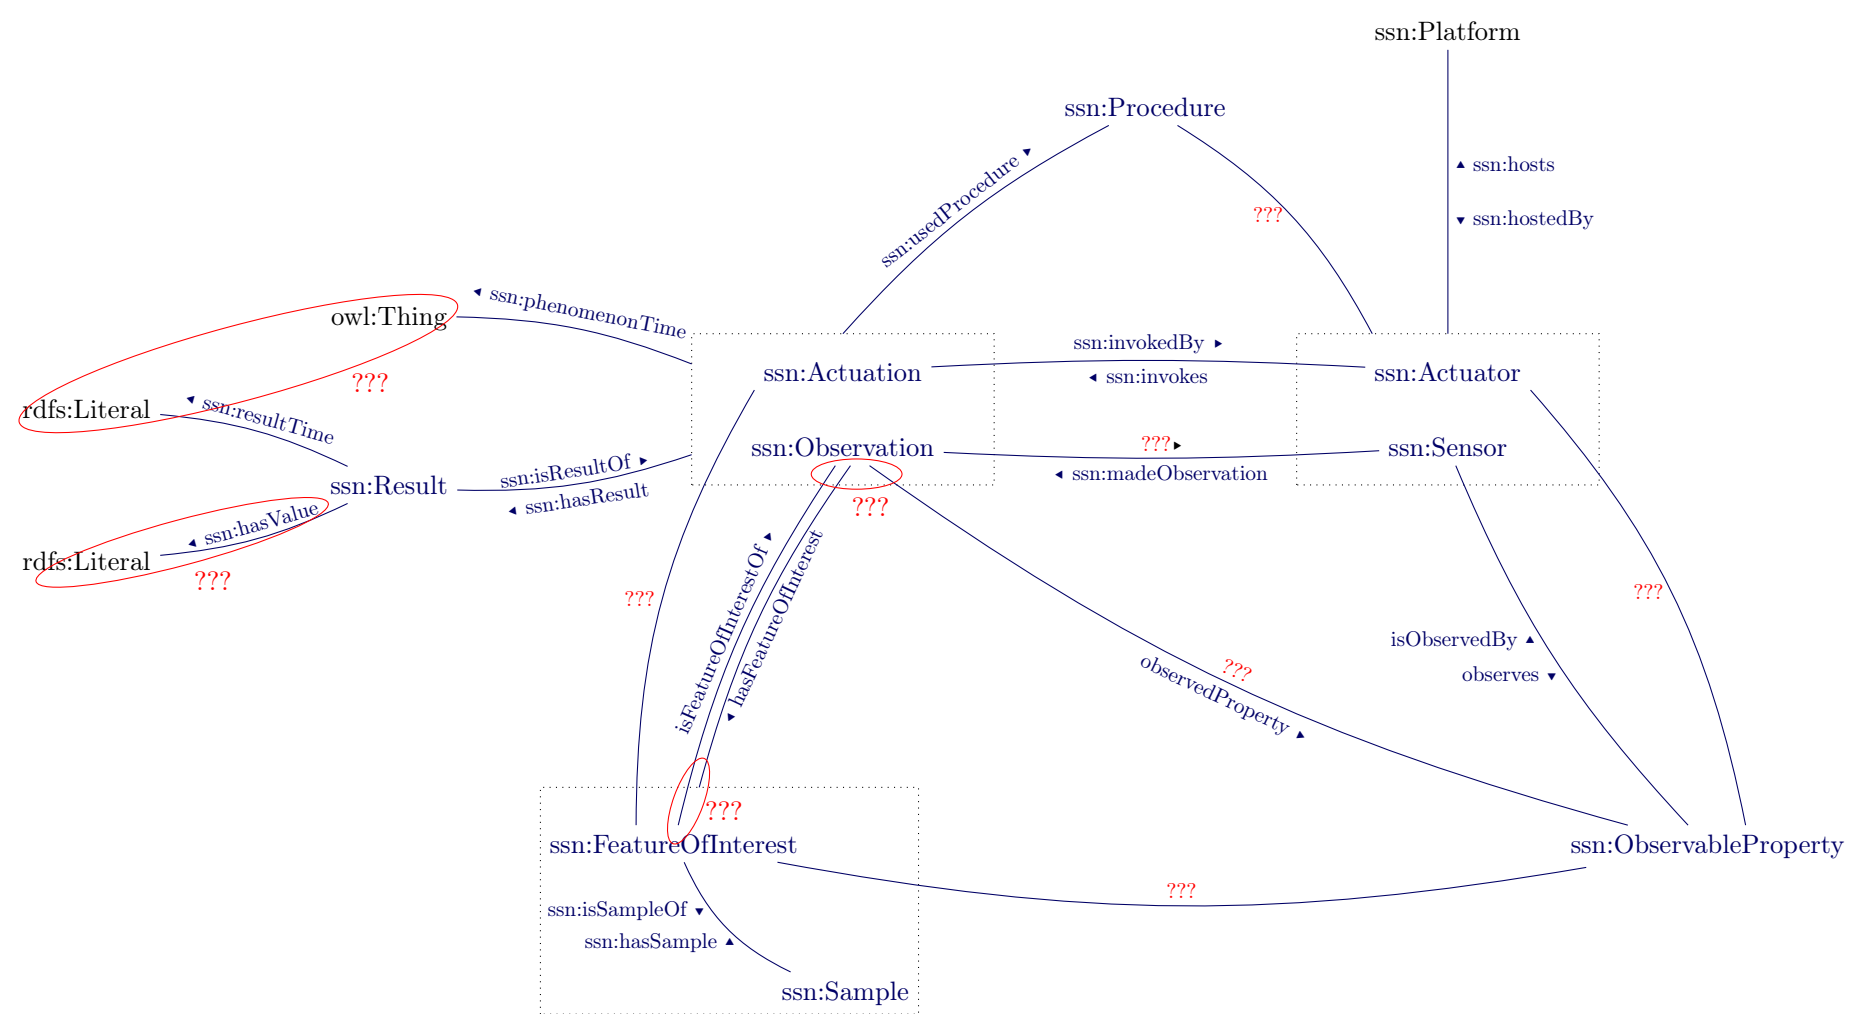 ssn:Platform
ssn:Procedure
ssn:usedProcedure
ssn:hosts
???
ssn:hostedBy
ssn:phenomenonTime
owl:Thing
???
ssn:invokedBy
ssn:Actuation
ssn:Actuator
ssn:invokes
rdfs:Literal
ssn:resultTime
???
ssn:Observation
ssn:Sensor
ssn:madeObservation
ssn:isResultOf
ssn:Result
ssn:hasResult
???
ssn:hasValue
rdfs:Literal
???
???
???
isFeatureOfInterestOf
hasFeatureOfInterest
isObservedBy
observes
???
observedProperty
???
ssn:FeatureOfInterest
ssn:ObservableProperty
???
ssn:isSampleOf
ssn:hasSample
ssn:Sample